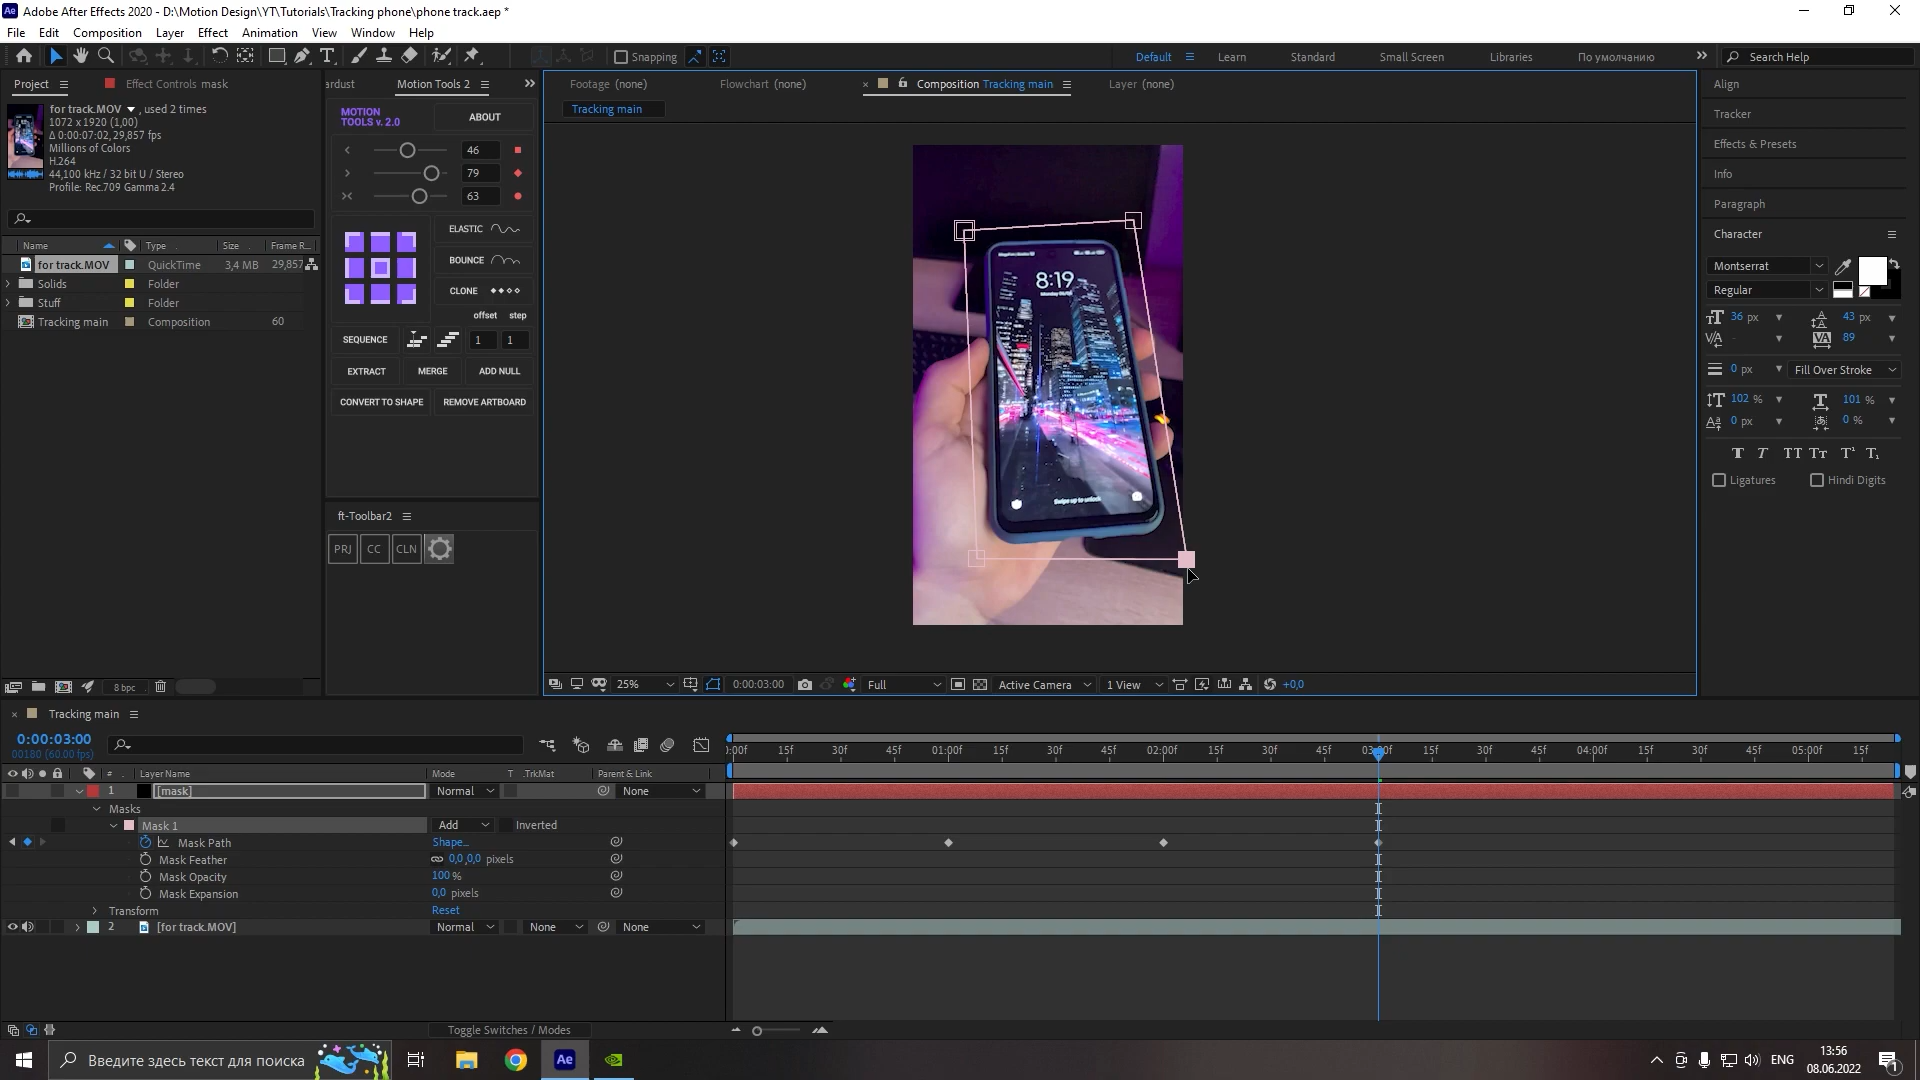 Adobe After Effects 2020 - D:\Motion Design\YT\Tutorials\Tracking phone\phone track.aep *
File Edit Composition Layer Effect Animation View Window Help
Snapping
Default Learn Standard Small Screen Libraries По умолчанию Search Help
Project Effect Controls mask
for track.MOV , used 2 times
1072 x 1920 (1,00)
Δ 0:00:07:02, 29,857 fps
Millions of Colors
H.264
44,100 kHz / 32 bit U / Stereo
Profile: Rec.709 Gamma 2.4
Name Type Size Frame R...
for track.MOV QuickTime 3,4 MB 29,857
Solids Folder
Stuff Folder
Tracking main Composition 60
8 bpc
ardust Motion Tools 2
MOTION TOOLS v. 2.0 ABOUT
46
79
63
ELASTIC
BOUNCE
CLONE
offset step
SEQUENCE 1 1
EXTRACT MERGE ADD NULL
CONVERT TO SHAPE REMOVE ARTBOARD
ft-Toolbar2
PRJ CC CLN
Footage (none) Flowchart (none) Composition Tracking main Layer (none)
Tracking main
8:19
Swipe up to unlock
25% 0:00:03:00 Full Active Camera 1 View +0,0
Align
Tracker
Effects & Presets
Info
Paragraph
Character
Montserrat
Regular
36 px 43 px
89
0 px Fill Over Stroke
102 % 101 %
0 px 0 %
Ligatures Hindi Digits
Tracking main
0:00:03:00
00180 (60.00 fps)
):00f 15f 30f 45f 01:00f 15f 30f 45f 02:00f 15f 30f 45f 03:00f 15f 30f 45f 04:00f 15f 30f 45f 05:00f 15f
# Layer Name Mode T .TrkMat Parent & Link
1 [mask] Normal None
Masks
Mask 1 Add Inverted
Mask Path Shape...
Mask Feather 0,0,0,0 pixels
Mask Opacity 100 %
Mask Expansion 0,0 pixels
Transform Reset
2 [for track.MOV] Normal None None
Toggle Switches / Modes
Введите здесь текст для поиска
ENG
13:56
08.06.2022
1